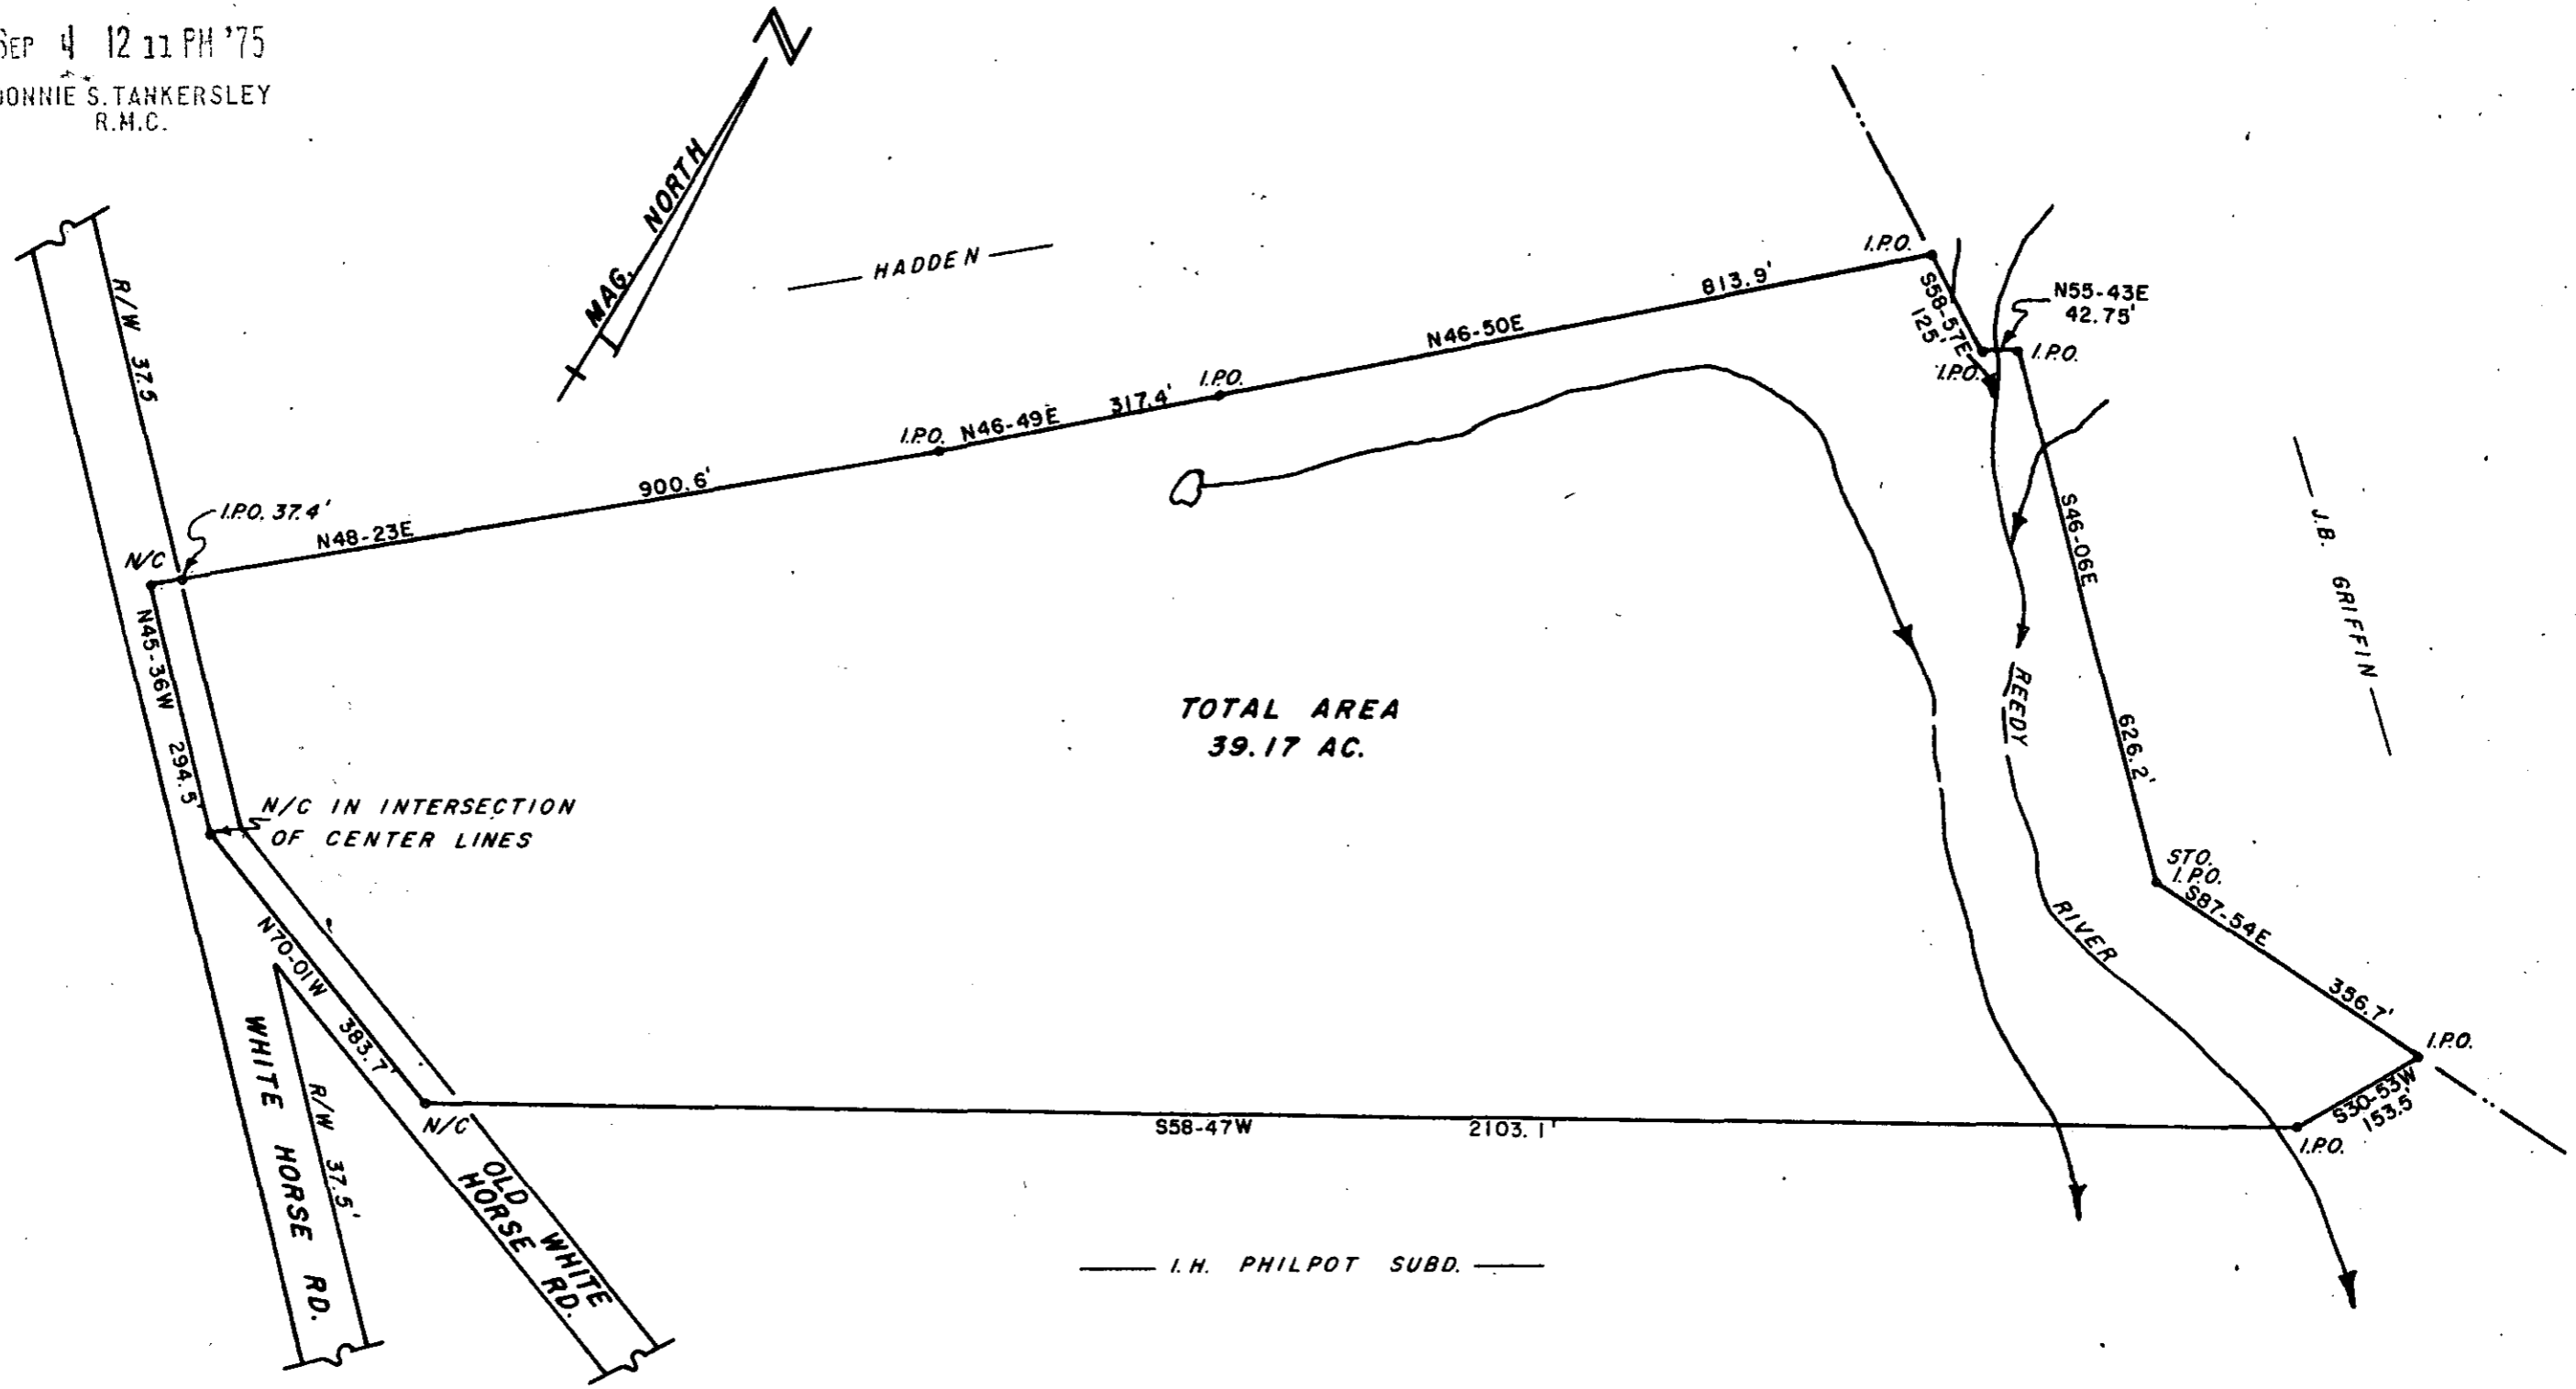 SEP 4 12 11 PM '75
DONNIE S. TANKERSLEY
R.M.C.
MAG. NORTH
HADDEN
R/W 37.5
I.P.O. 37.4'
N/C
N48-23E
900.6'
I.P.O.
N46-49E
317.4'
I.P.O.
N46-50E
813.9'
I.P.O.
S58-57E
125'
I.P.O.
N55-43E
42.75'
I.P.O.
S46-06E
626.2'
J.B. GRIFFIN
REEDY
RIVER
STO.
I.P.O.
S87-54E
356.7'
I.P.O.
S30-53W
153.5'
I.P.O.
TOTAL AREA
39.17 AC.
N45-36W 294.5'
N/C IN INTERSECTION
OF CENTER LINES
N70-01W 383.7'
N/C
S58-47W 2103.1'
WHITE HORSE RD.
R/W 37.5'
OLD WHITE
HORSE RD.
I.H. PHILPOT SUBD.